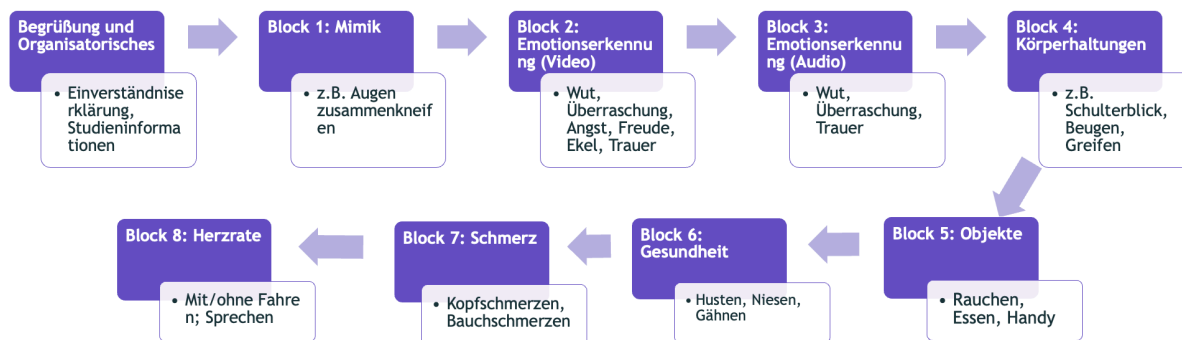 Begrüßung und
Organisatorisches
• Einverständnise
rklärung,
Studieninforma
tionen
Block 1: Mimik
• z.B. Augen
zusammenkneif
en
Block 2:
Emotionserkennu
ng (Video)
• Wut,
Überraschung,
Angst, Freude,
Ekel, Trauer
Block 3:
Emotionserkennu
ng (Audio)
• Wut,
Überraschung,
Trauer
Block 4:
Körperhaltungen
• z.B.
Schulterblick,
Beugen,
Greifen
Block 5: Objekte
• Rauchen,
Essen, Handy
Block 6:
Gesundheit
• Husten, Niesen,
Gähnen
Block 7: Schmerz
• Kopfschmerzen,
Bauchschmerzen
Block 8: Herzrate
• Mit/ohne Fahre
n; Sprechen